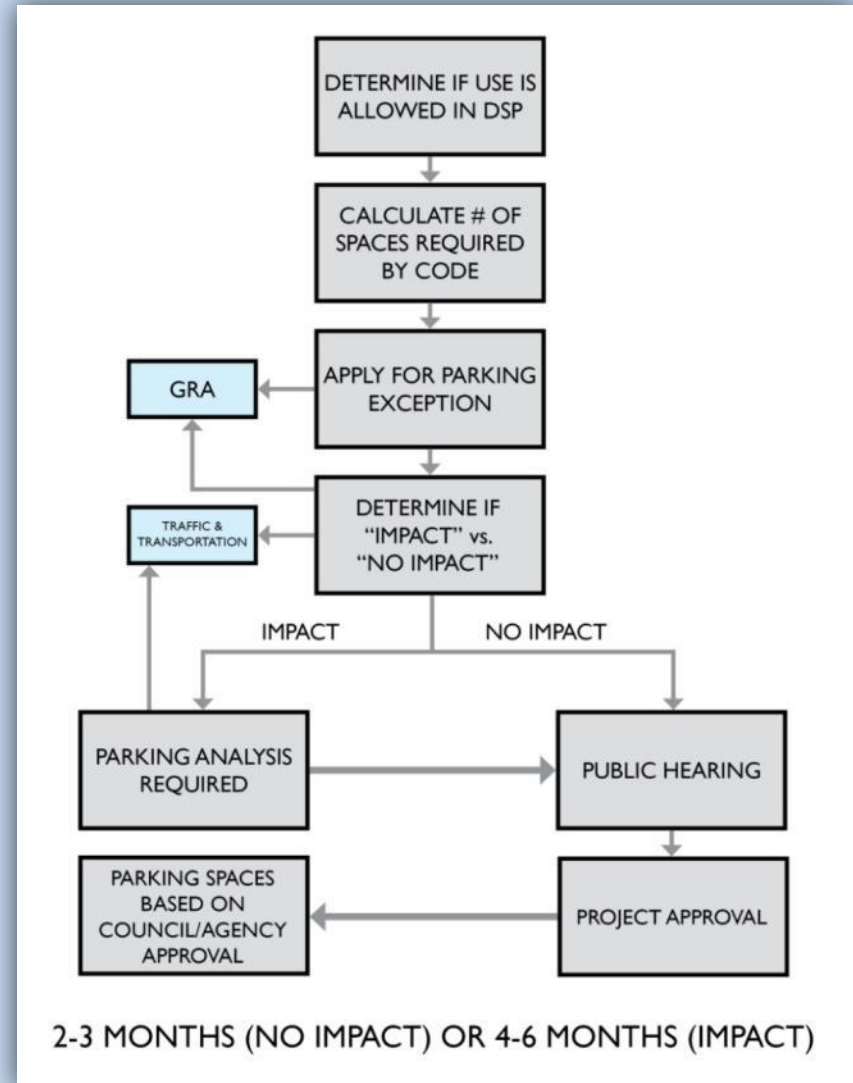 DETERMINE IF USE IS
ALLOWED IN DSP
CALCULATE # OF
SPACES REQUIRED
BY CODE
APPLY FOR PARKING
EXCEPTION
GRA
DETERMINE IF
“IMPACT” vs.
“NO IMPACT”
TRAFFIC &
TRANSPORTATION
IMPACT
NO IMPACT
PARKING ANALYSIS
REQUIRED
PUBLIC HEARING
PARKING SPACES
BASED ON
COUNCIL/AGENCY
APPROVAL
PROJECT APPROVAL
2-3 MONTHS (NO IMPACT) OR 4-6 MONTHS (IMPACT)